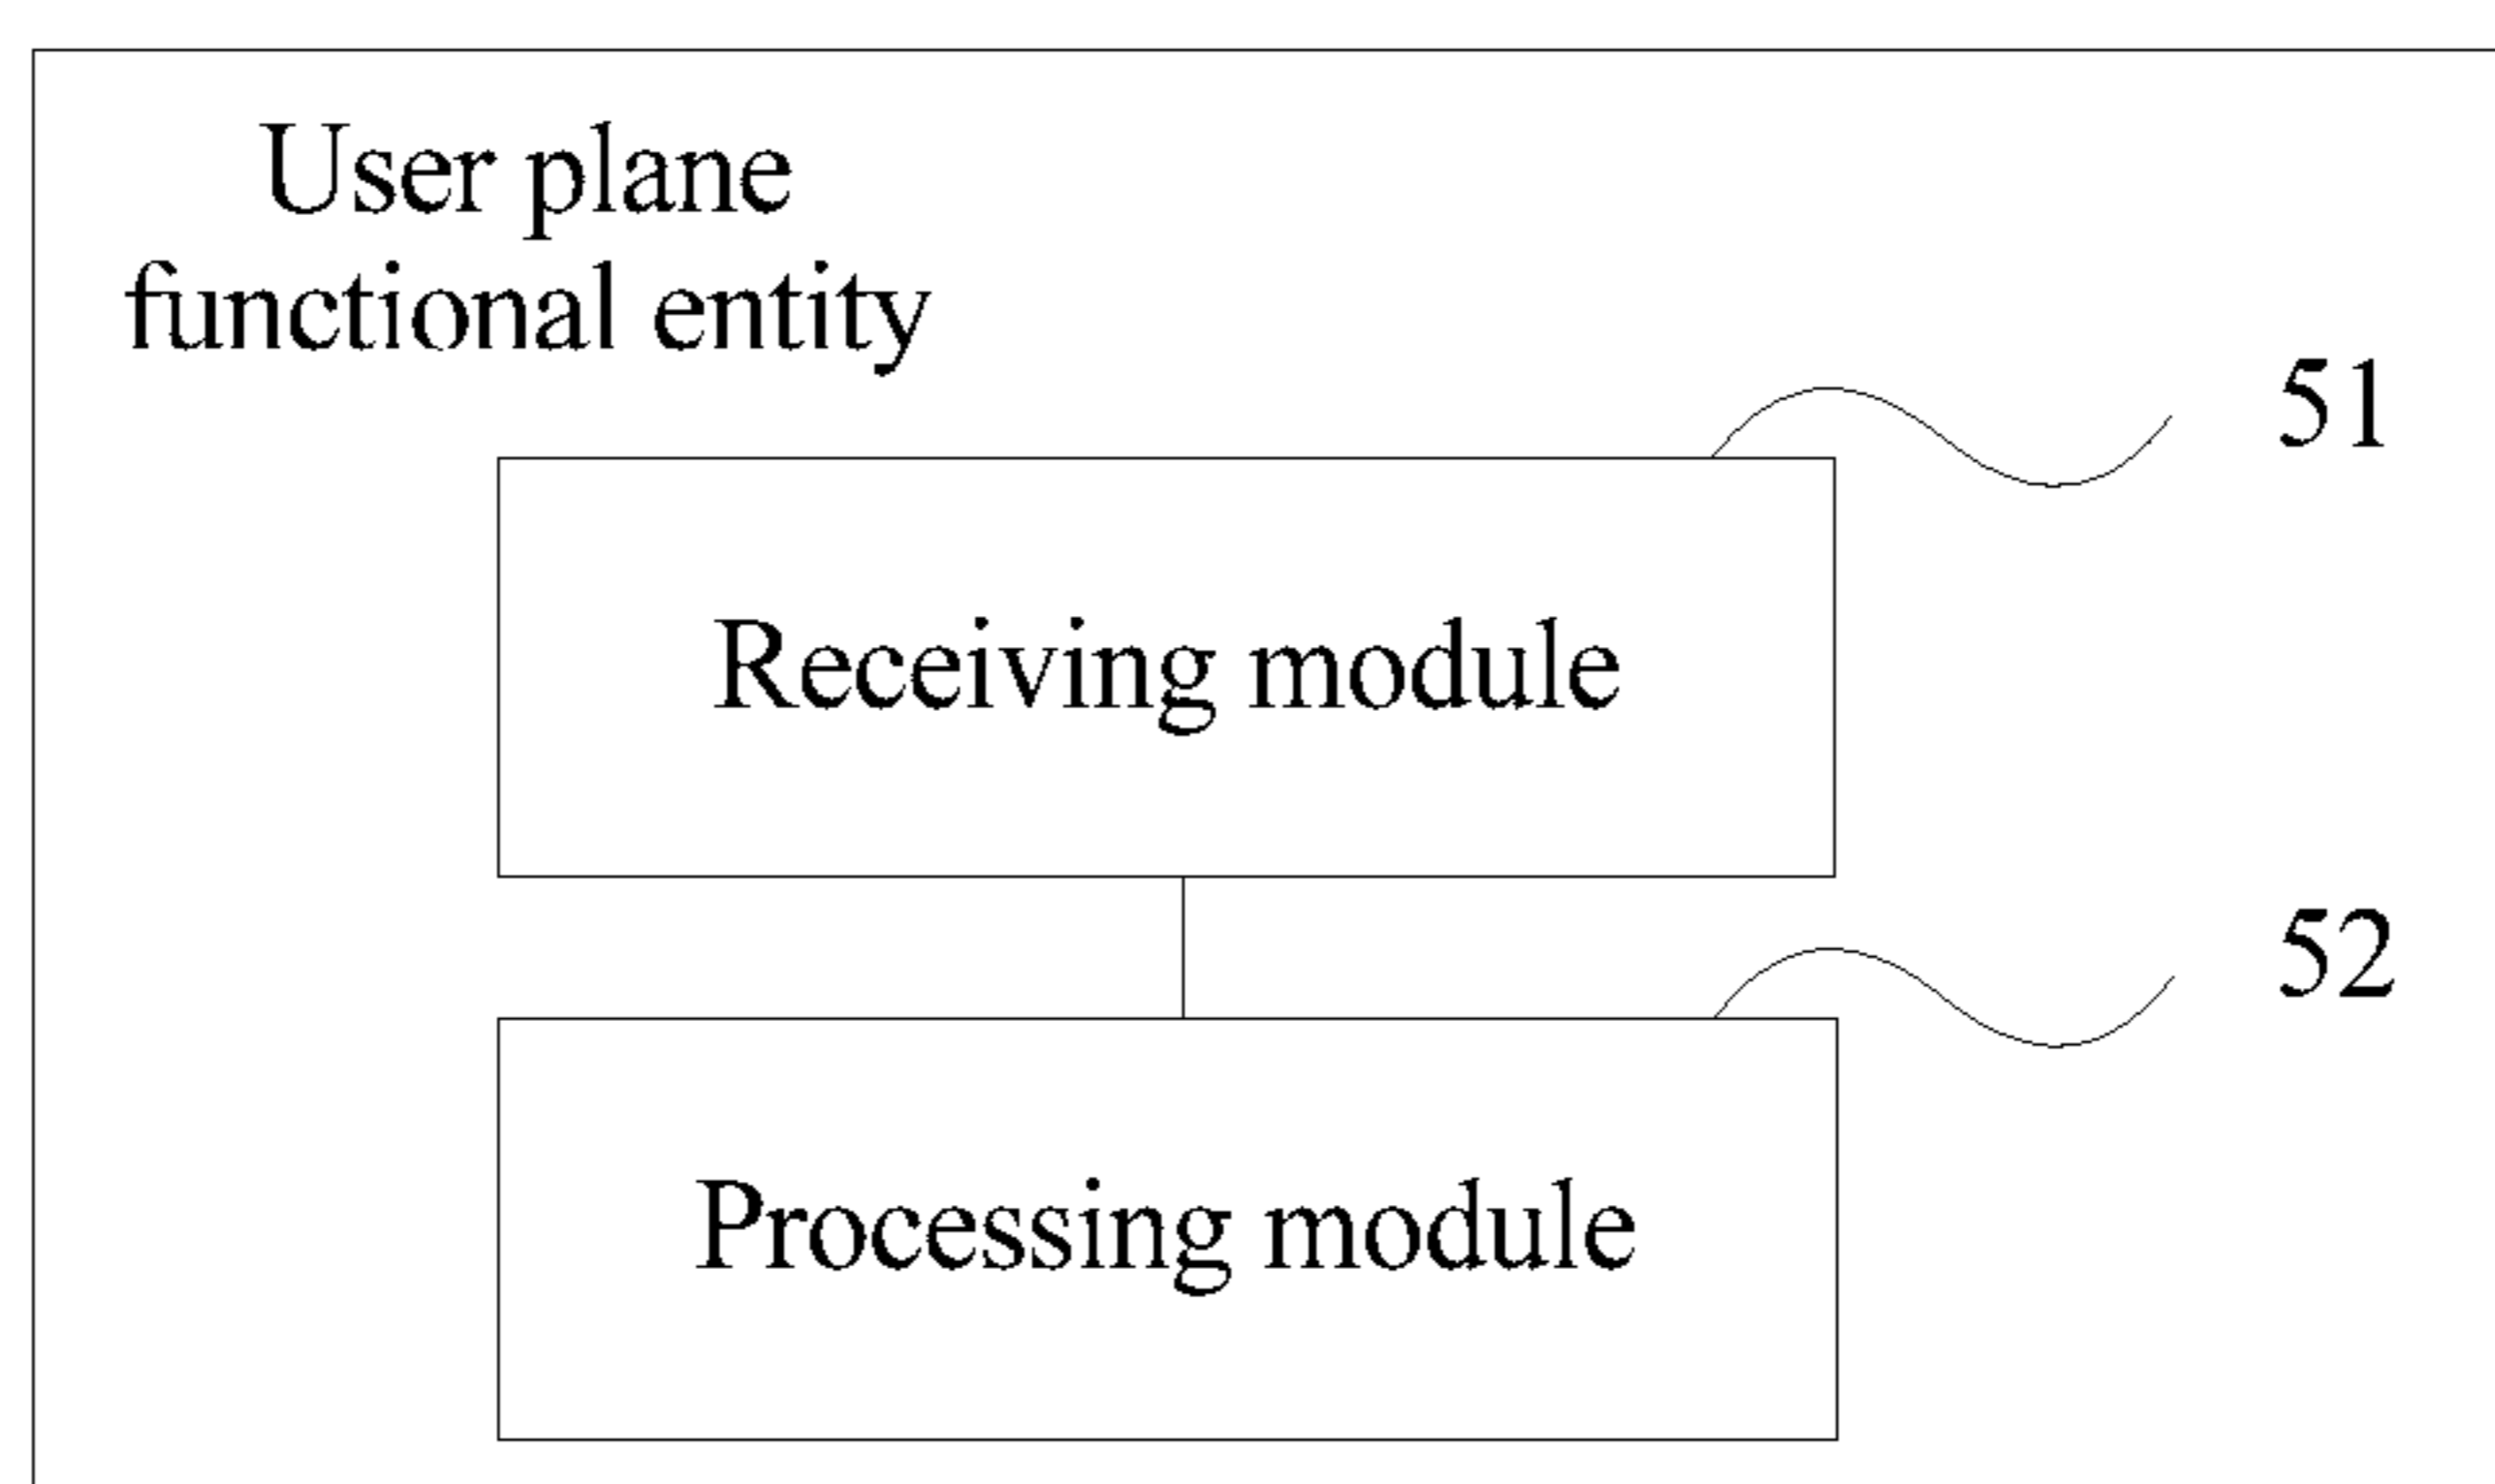 User plane
functional entity
51
Receiving module
52
Processing module